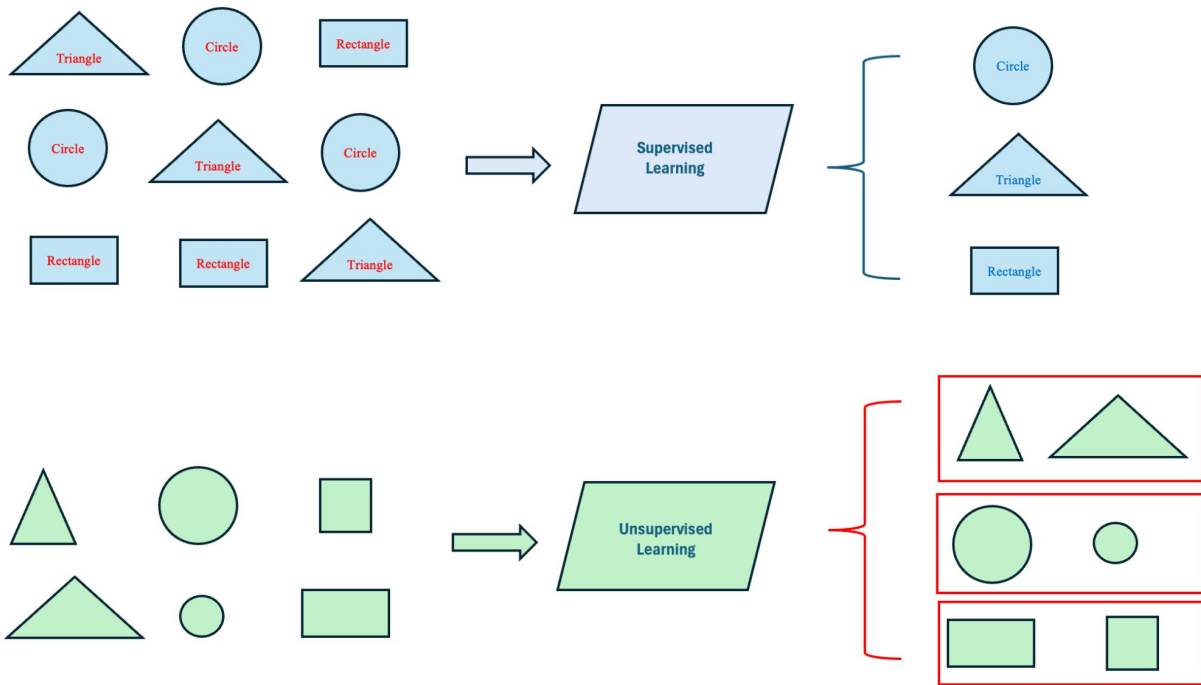 Triangle
Circle
Rectangle
Circle
Triangle
Circle
Rectangle
Rectangle
Triangle
Supervised
Learning
Circle
Triangle
Rectangle
Unsupervised
Learning